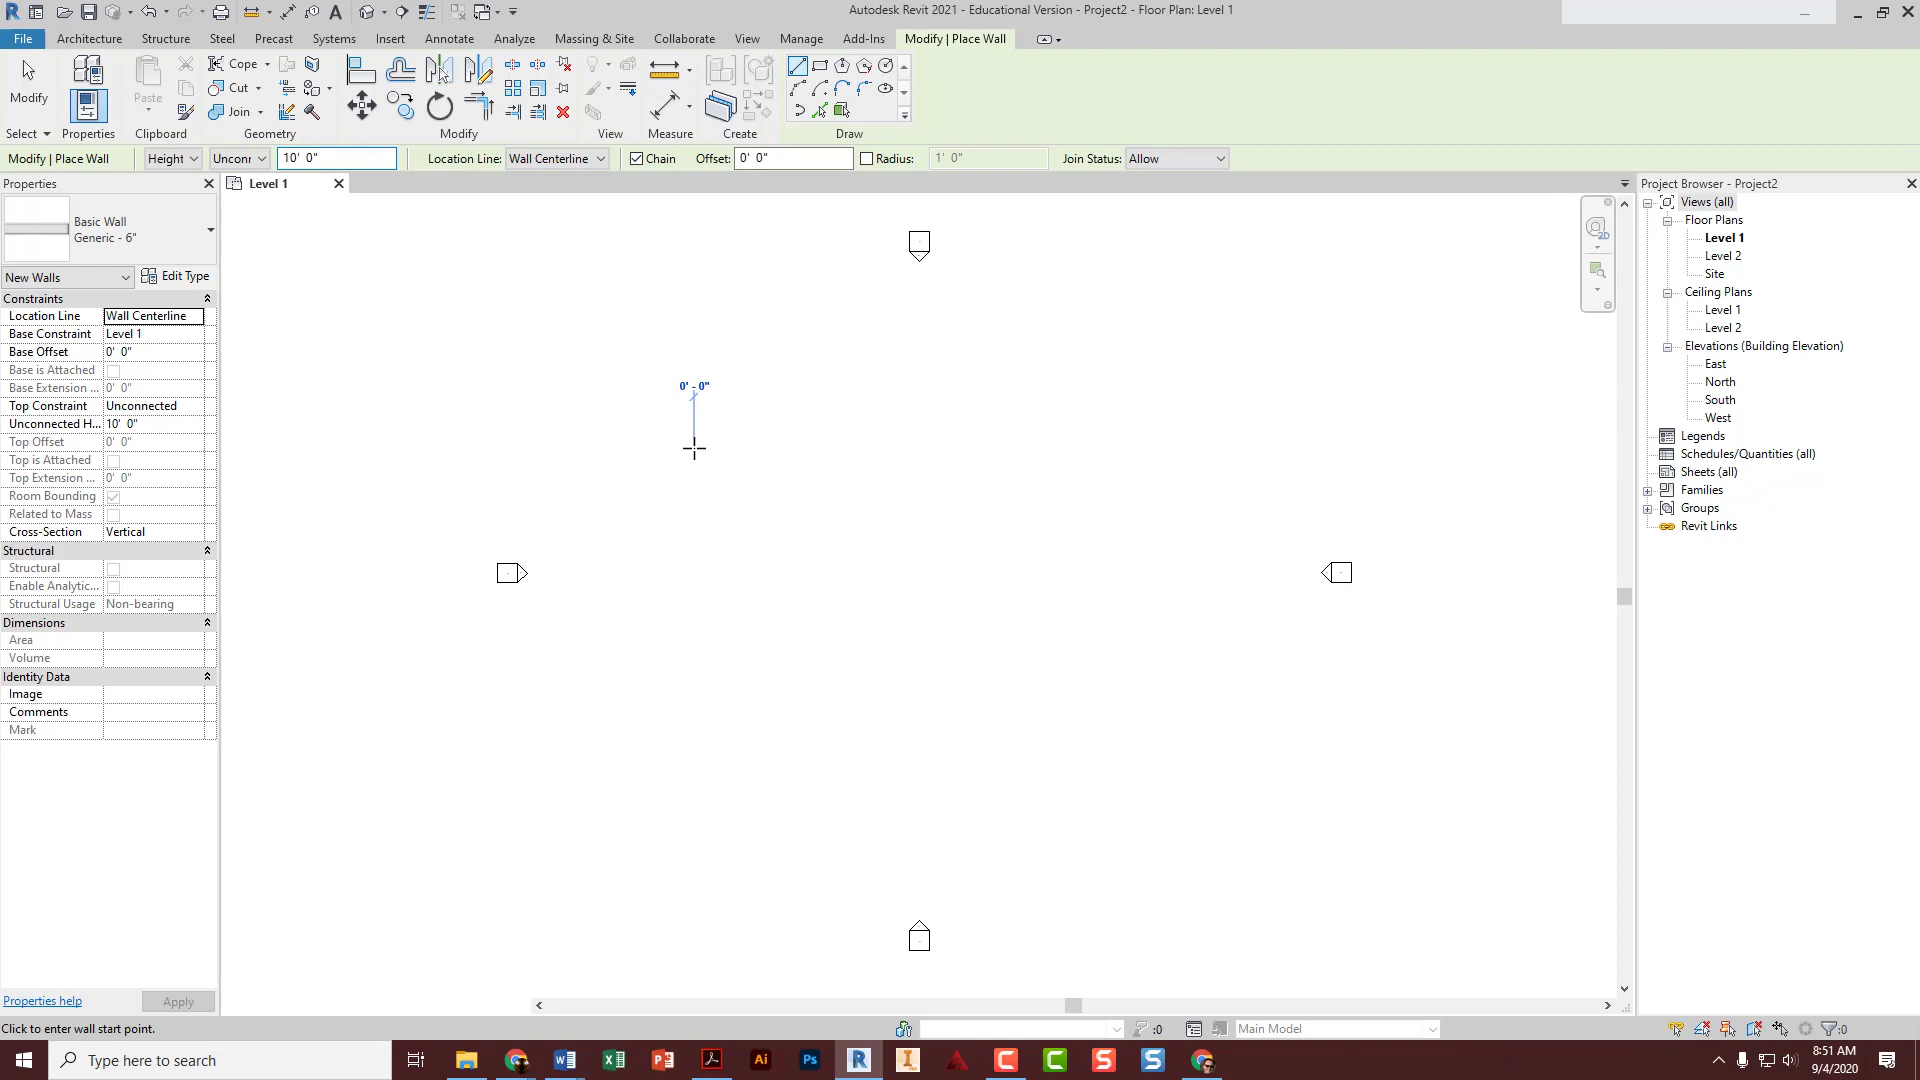 Autodesk Revit 2021 - Educational Version - Project2 - Floor Plan: Level 1
File Architecture Structure Steel Precast Systems Insert Annotate Analyze Massing & Site Collaborate View Manage Add-Ins Modify | Place Wall
Modify Paste Cope
Cut
Join
Select Properties Clipboard Geometry Modify View Measure Create Draw
Modify | Place Wall Height Unconr 10' 0" Location Line: Wall Centerline Chain Offset: 0' 0" Radius: 1' 0" Join Status: Allow
Properties
Level 1
Project Browser - Project2
Basic Wall
Generic - 6"
New Walls Edit Type
Constraints
Location Line Wall Centerline
Base Constraint Level 1
Base Offset 0' 0"
Base is Attached
Base Extension ... 0' 0"
Top Constraint Unconnected
Unconnected H... 10' 0"
Top Offset 0' 0"
Top is Attached
Top Extension ... 0' 0"
Room Bounding
Related to Mass
Cross-Section Vertical
Structural
Structural
Enable Analytic...
Structural Usage Non-bearing
Dimensions
Area
Volume
Identity Data
Image
Comments
Mark
Properties help Apply
0' - 0"
2D
Views (all)
Floor Plans
Level 1
Level 2
Site
Ceiling Plans
Level 1
Level 2
Elevations (Building Elevation)
East
North
South
West
Legends
Schedules/Quantities (all)
Sheets (all)
Families
Groups
Revit Links
Click to enter wall start point. :0 Main Model :0
Type here to search
8:51 AM
9/4/2020